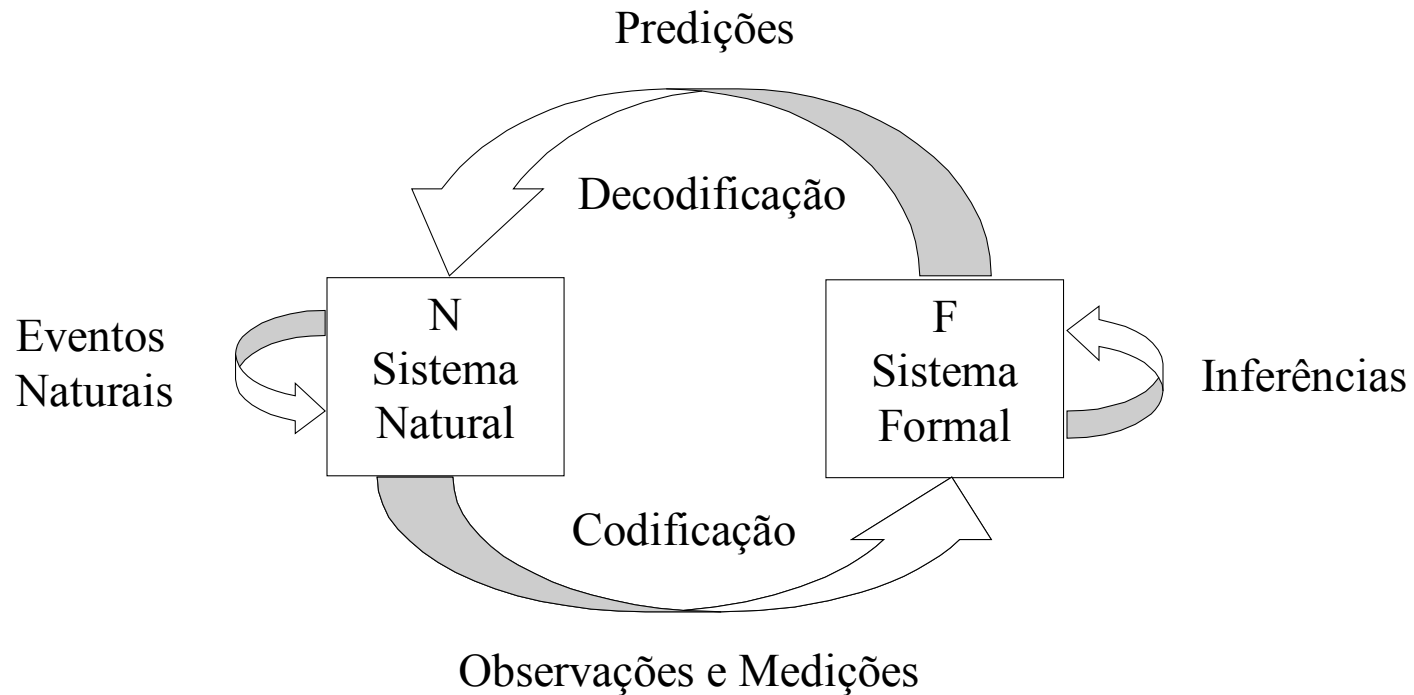 Predições
Decodificação
Eventos
Naturais
N
Sistema
Natural
F
Sistema
Formal
Inferências
Codificação
Observações e Medições